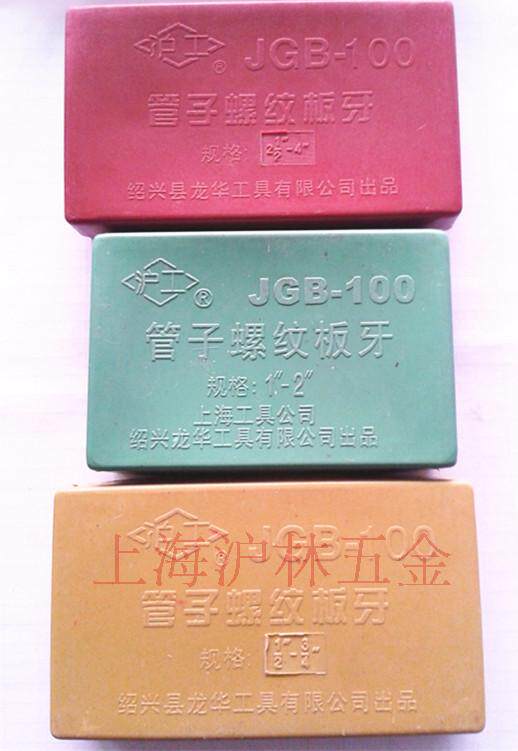 沪工® JGB-100
管子螺纹板牙
规格: 2½"-4"
绍兴县龙华工具有限公司出品
沪工® JGB-100
管子螺纹板牙
规格: 1"-2"
上海工具公司
绍兴龙华工具有限公司出品
沪工® JGB-100
上海沪林五金
管子螺纹板牙
规格: ½"-¾"
绍兴县龙华工具有限公司出品